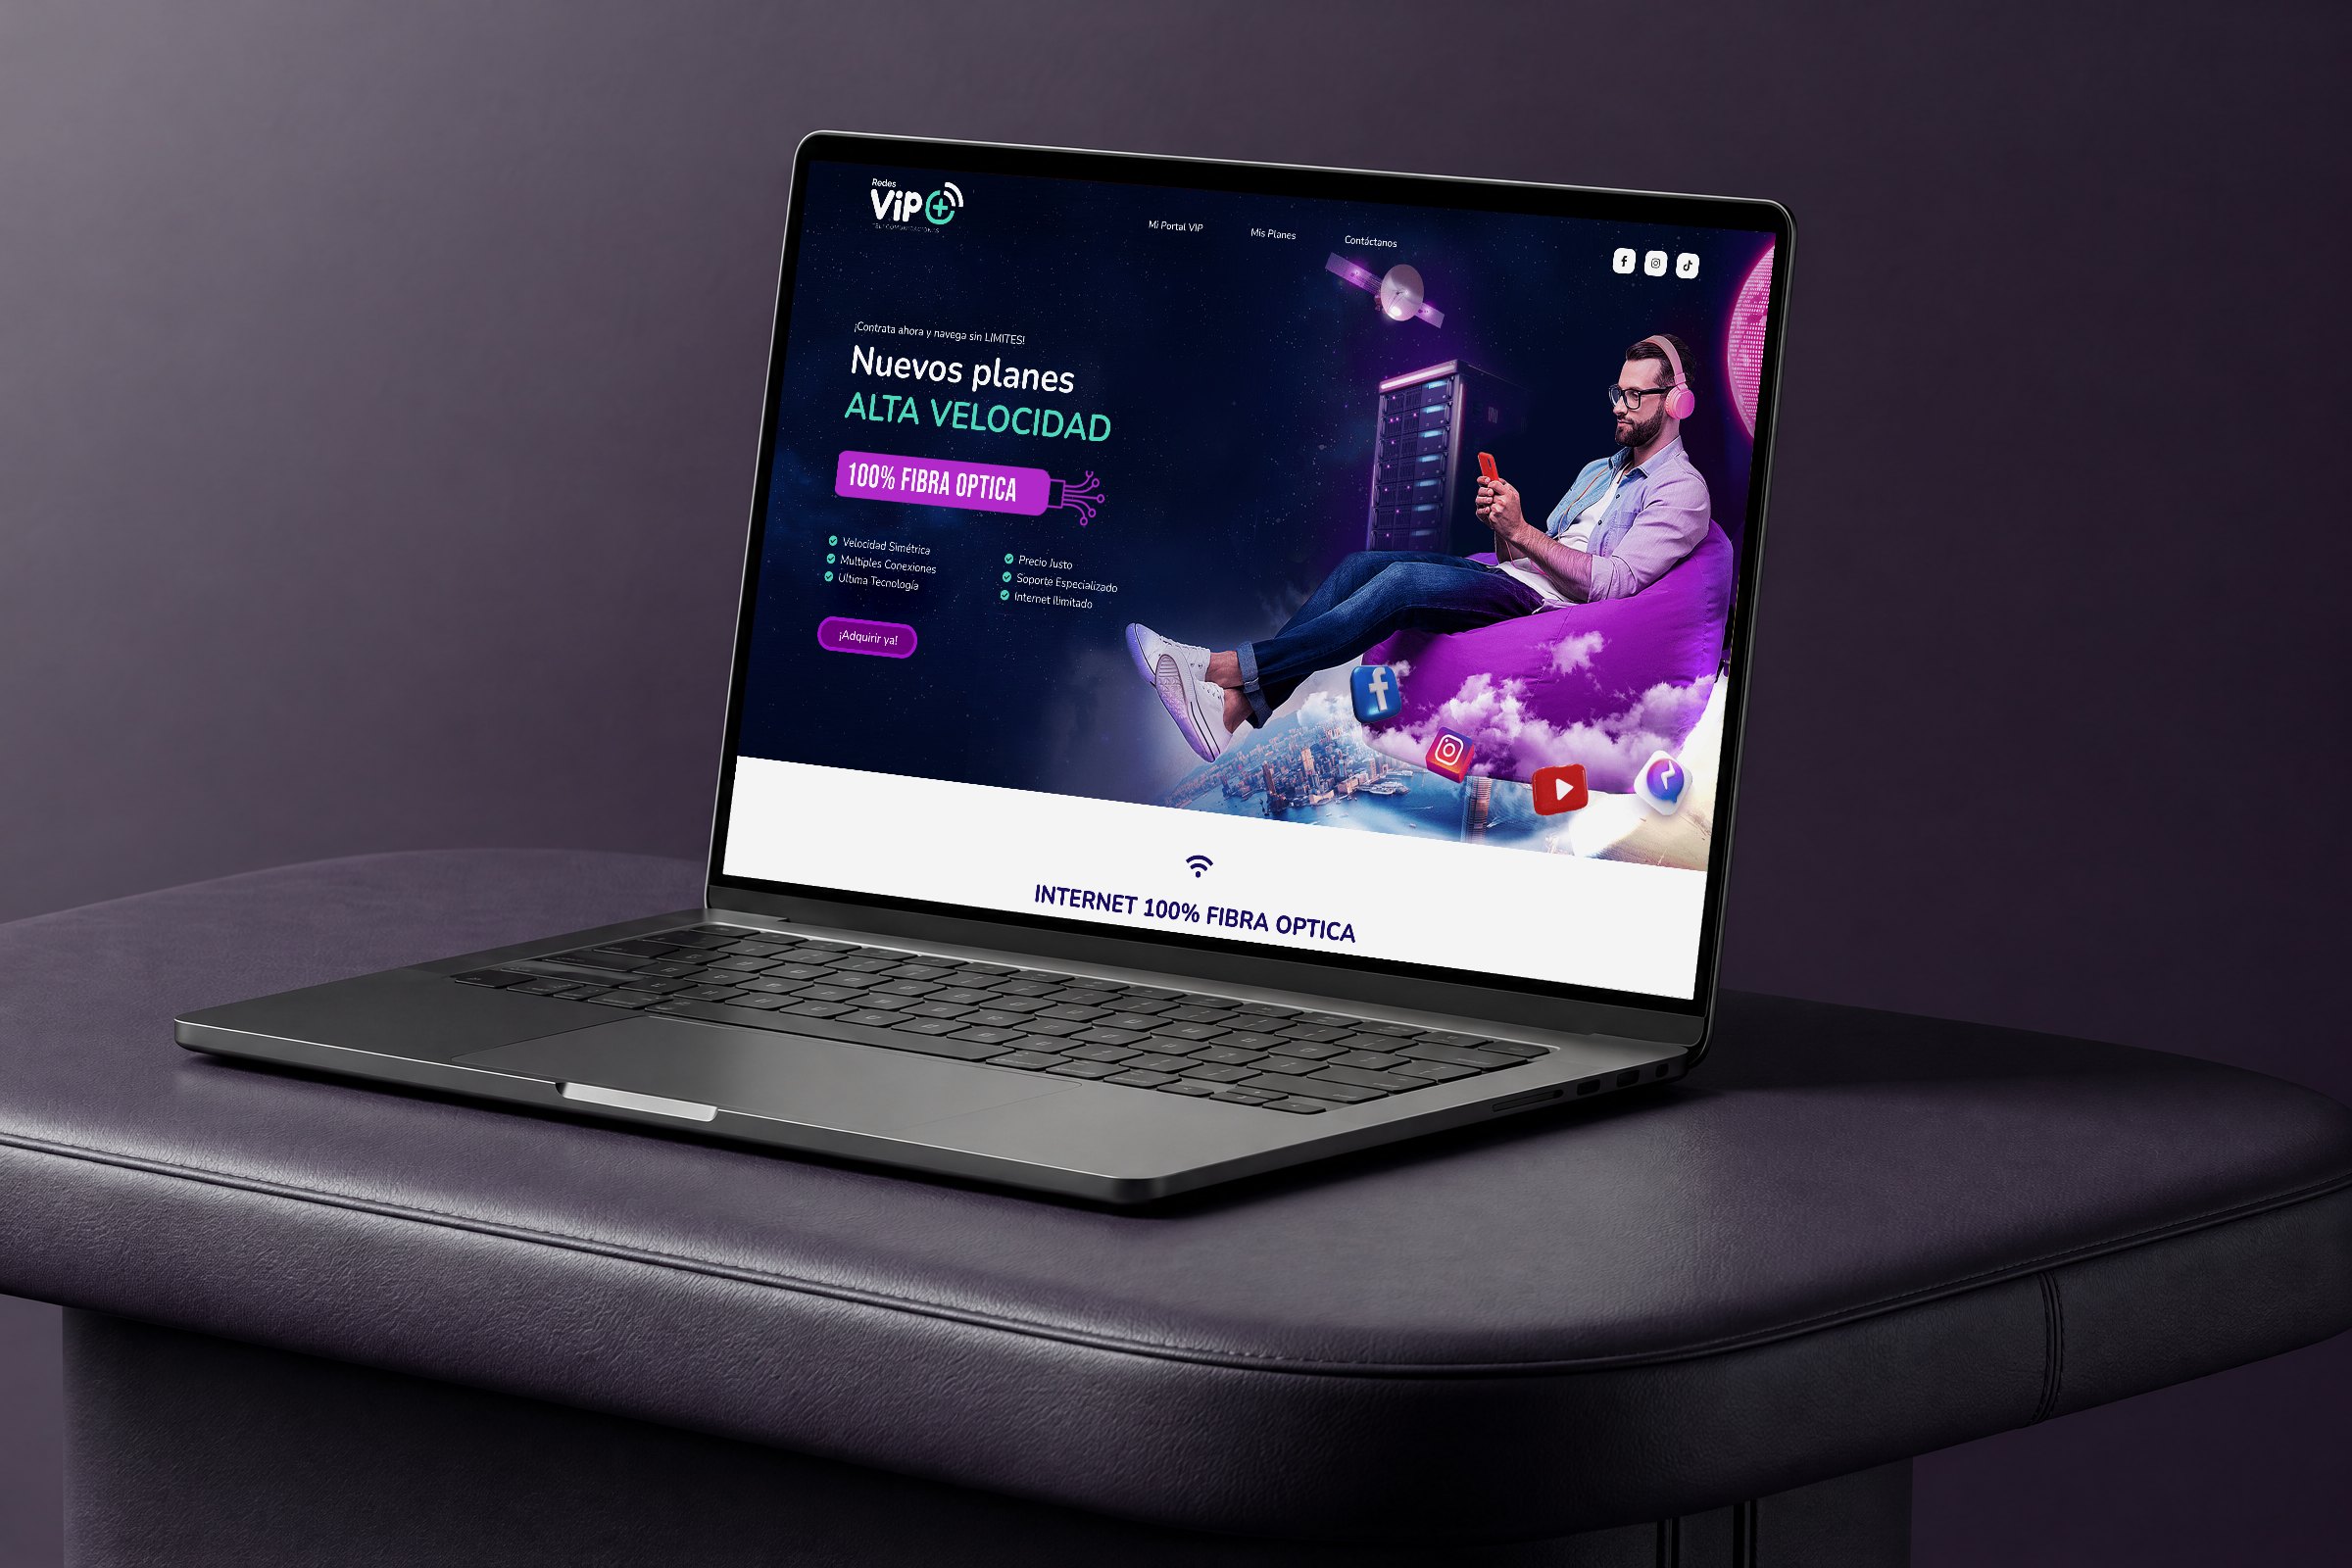 Redes
ViP
TELECOMUNICACIONES
Mi Portal VIP
Mis Planes
Contáctanos
¡Contrata ahora y navega sin LIMITES!
Nuevos planes
ALTA VELOCIDAD
100% FIBRA OPTICA
Velocidad Simétrica
Multiples Conexiones
Ultima Tecnología
Precio Justo
Soporte Especializado
Internet Ilimitado
¡Adquirir ya!
INTERNET 100% FIBRA OPTICA